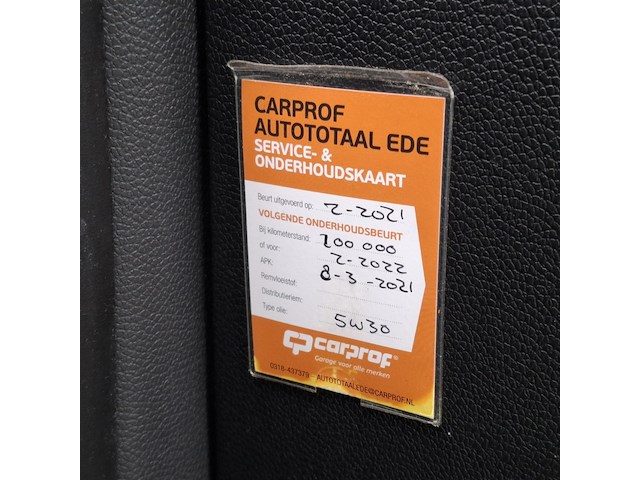 CARPROF
AUTOTOTAAL EDE
SERVICE- &
ONDERHOUDSKAART
Beurt uitgevoerd op: 2-2021
VOLGENDE ONDERHOUDSBEURT
Bij kilometerstand: 200 000
of voor: 2-2022
APK: 8-3-2021
Remvloeistof:
Distributieriem:
Type olie: 5W30
carprof®
Garage voor alle merken
0318-437379 - AUTOTOTAALEDE@CARPROF.NL